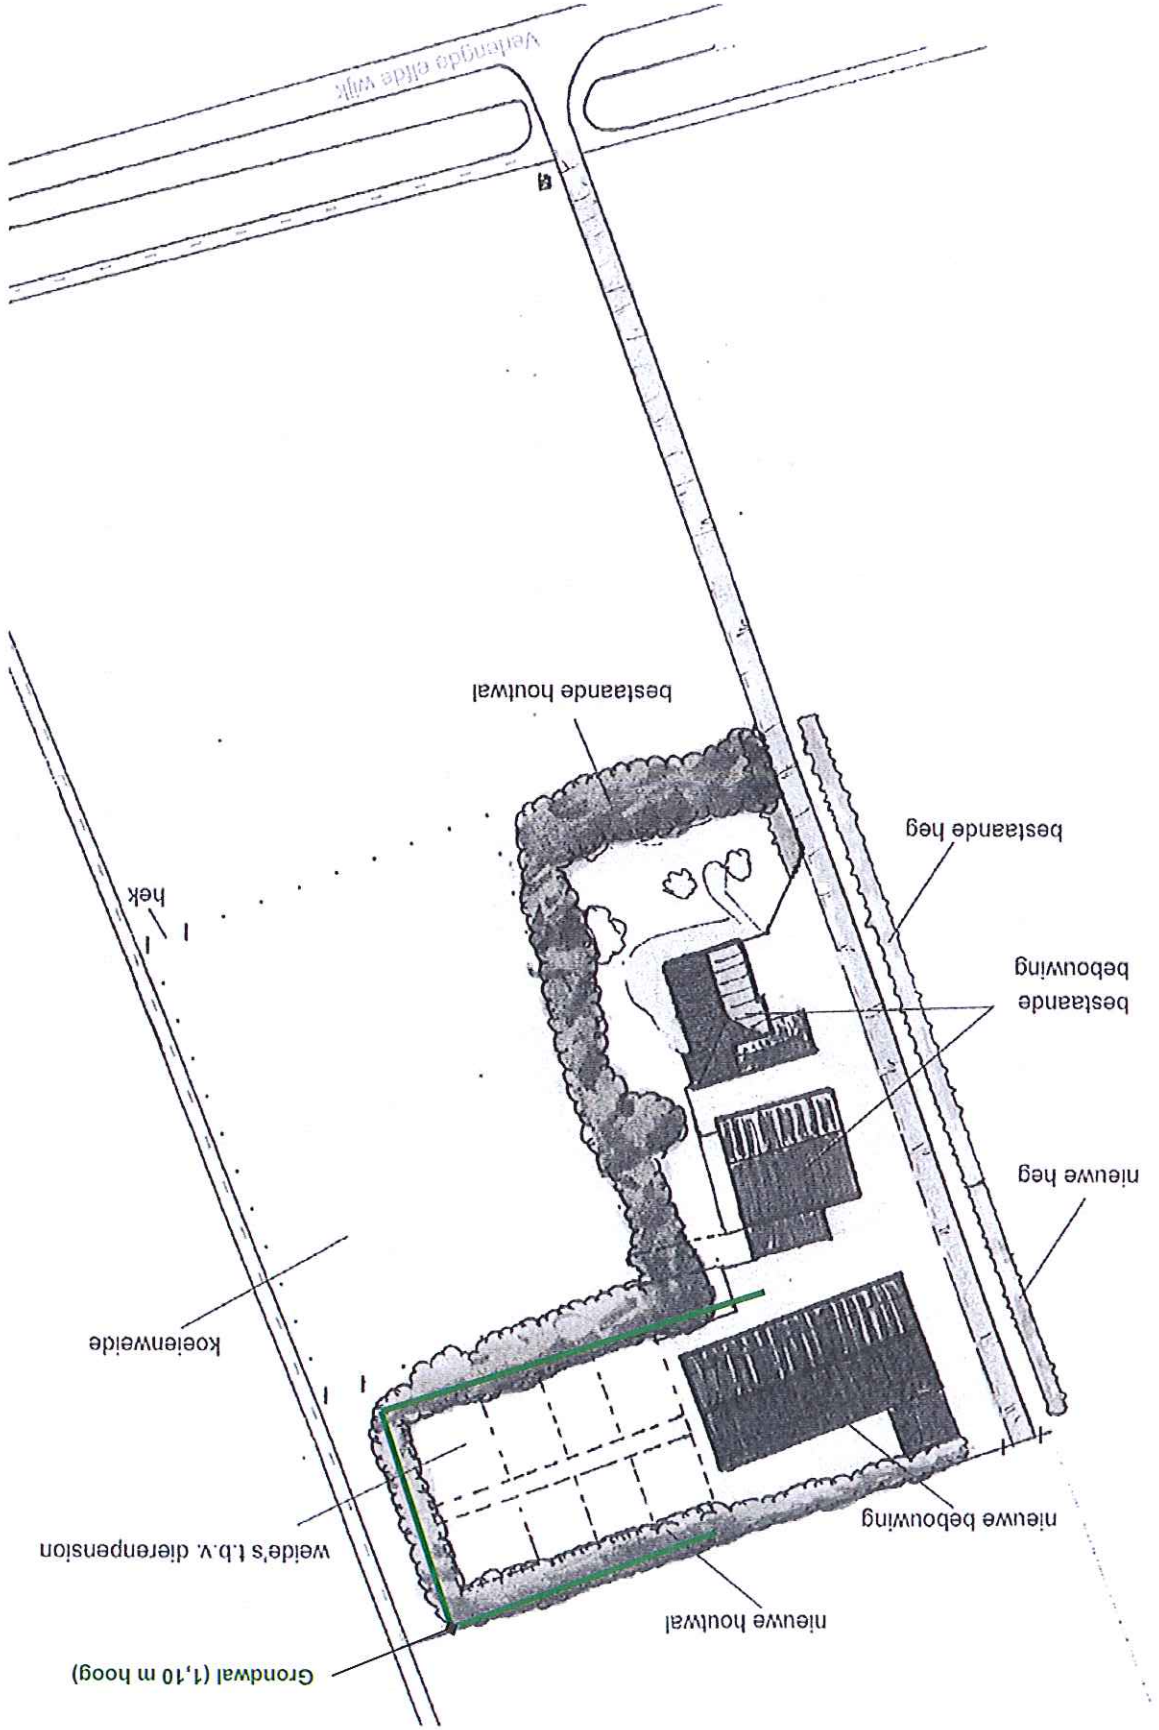 Grondwal (1,10 m hoog)
nieuwe houtwal
weide's t.b.v. dierenpension
nieuwe bebouwing
koeienweide
nieuwe heg
bestaande
bebouwing
hek
bestaande heg
bestaande houtwal
Verlengde elfde wijk